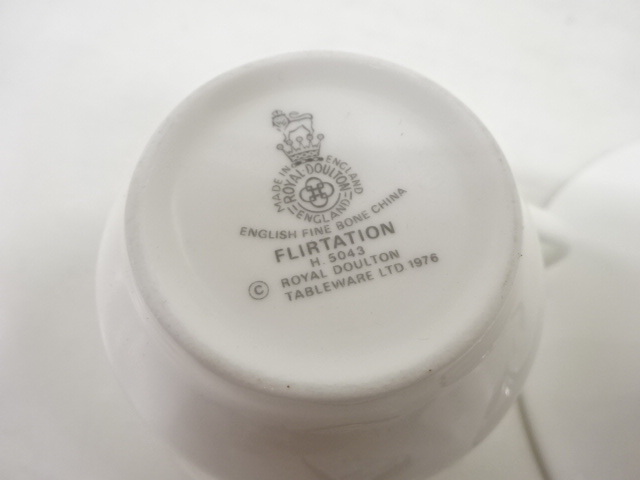 MADE IN ENGLAND
ROYAL DOULTON
ENGLAND
ENGLISH FINE BONE CHINA
FLIRTATION
H. 5043
© ROYAL DOULTON
TABLEWARE LTD 1976